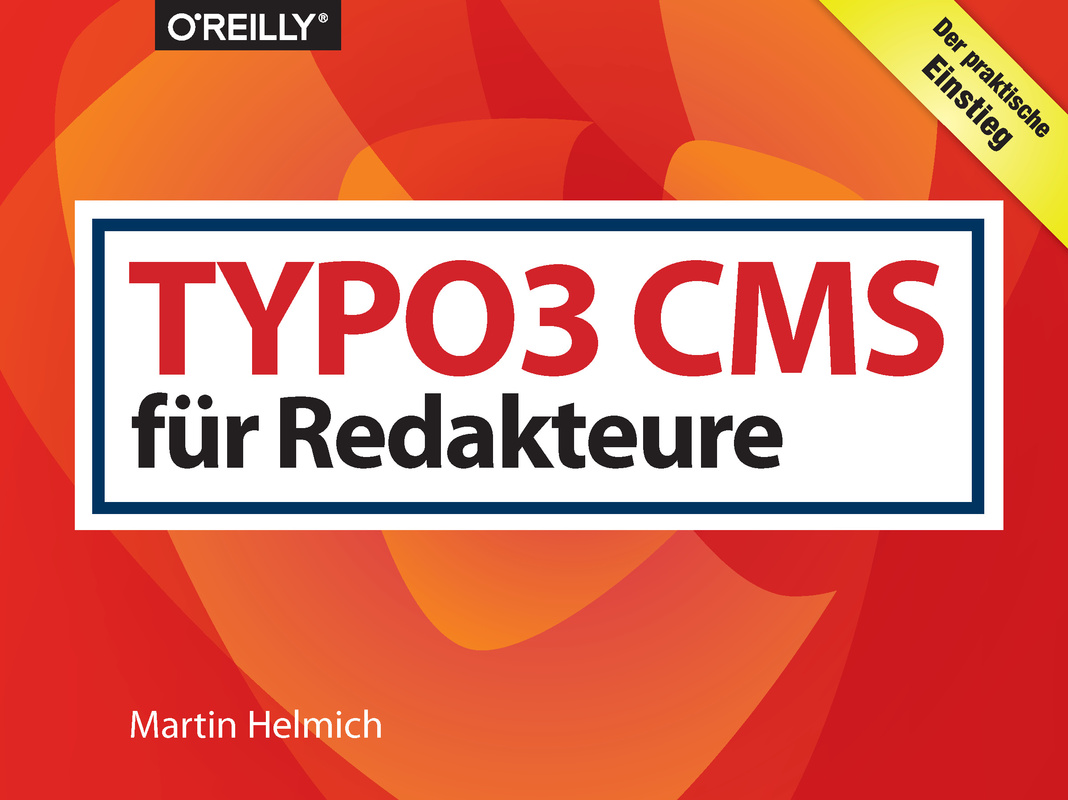 O'REILLY®
Der praktische
Einstieg
TYPO3 CMS
für Redakteure
Martin Helmich